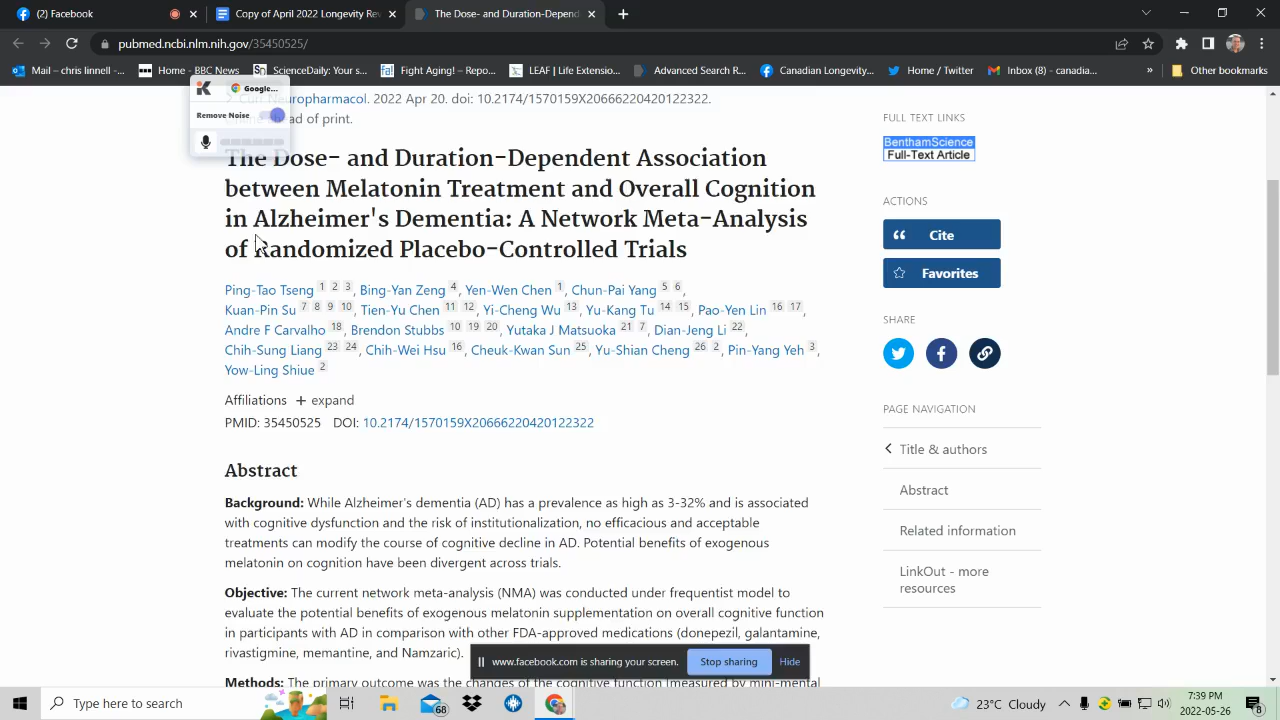 (2) Facebook
Copy of Longevity Rev
The Dose- and Duration-Depend
pubmed.ncbi.nlm.nih.gov/35450525/
Mail – chris linnell –...
Home - BBC News
ScienceDaily: Your s...
Fight Aging! – Repo...
LEAF | Life Extensio...
Advanced Search R...
Canadian Longevity...
(2) Home / Twitter
Inbox (8) - canadia...
Other bookmarks
Google...
Remove Noise
Curr Neuropharmacol. 2022 Apr 20. doi: 10.2174/1570159X20666220420122322.
Online ahead of print.
The Dose- and Duration-Dependent Association
between Melatonin Treatment and Overall Cognition
in Alzheimer's Dementia: A Network Meta-Analysis
of Randomized Placebo-Controlled Trials
Ping-Tao Tseng 1 2 3, Bing-Yan Zeng 4, Yen-Wen Chen 1, Chun-Pai Yang 5 6,
Kuan-Pin Su 7 8 9 10, Tien-Yu Chen 11 12, Yi-Cheng Wu 13, Yu-Kang Tu 14 15, Pao-Yen Lin 16 17,
Andre F Carvalho 18, Brendon Stubbs 10 19 20, Yutaka J Matsuoka 21 7, Dian-Jeng Li 22,
Chih-Sung Liang 23 24, Chih-Wei Hsu 16, Cheuk-Kwan Sun 25, Yu-Shian Cheng 26 2, Pin-Yang Yeh 3,
Yow-Ling Shiue 2
Affiliations + expand
PMID: 35450525 DOI: 10.2174/1570159X20666220420122322
Abstract
Background: While Alzheimer's dementia (AD) has a prevalence as high as 3-32% and is associated
with cognitive dysfunction and the risk of institutionalization, no efficacious and acceptable
treatments can modify the course of cognitive decline in AD. Potential benefits of exogenous
melatonin on cognition have been divergent across trials.
Objective: The current network meta-analysis (NMA) was conducted under frequentist model to
evaluate the potential benefits of exogenous melatonin supplementation on overall cognitive function
in participants with AD in comparison with other FDA-approved medications (donepezil, galantamine,
rivastigmine, memantine, and Namzaric).
Methods: The primary outcome was the changes of the cognitive function (measured by mini-mental
FULL TEXT LINKS
BenthamScience
Full-Text Article
ACTIONS
Cite
Favorites
SHARE
PAGE NAVIGATION
Title & authors
Abstract
Related information
LinkOut - more
resources
www.facebook.com is sharing your screen.
Stop sharing
Hide
Type here to search
68
23°C Cloudy
7:39 PM
2022-05-26
8